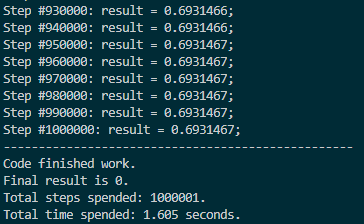 Step #930000: result = 0.6931466;
Step #940000: result = 0.6931466;
Step #950000: result = 0.6931467;
Step #960000: result = 0.6931467;
Step #970000: result = 0.6931467;
Step #980000: result = 0.6931467;
Step #990000: result = 0.6931467;
Step #1000000: result = 0.6931467;
--------------------------------------------------
Code finished work.
Final result is 0.
Total steps spended: 1000001.
Total time spended: 1.605 seconds.